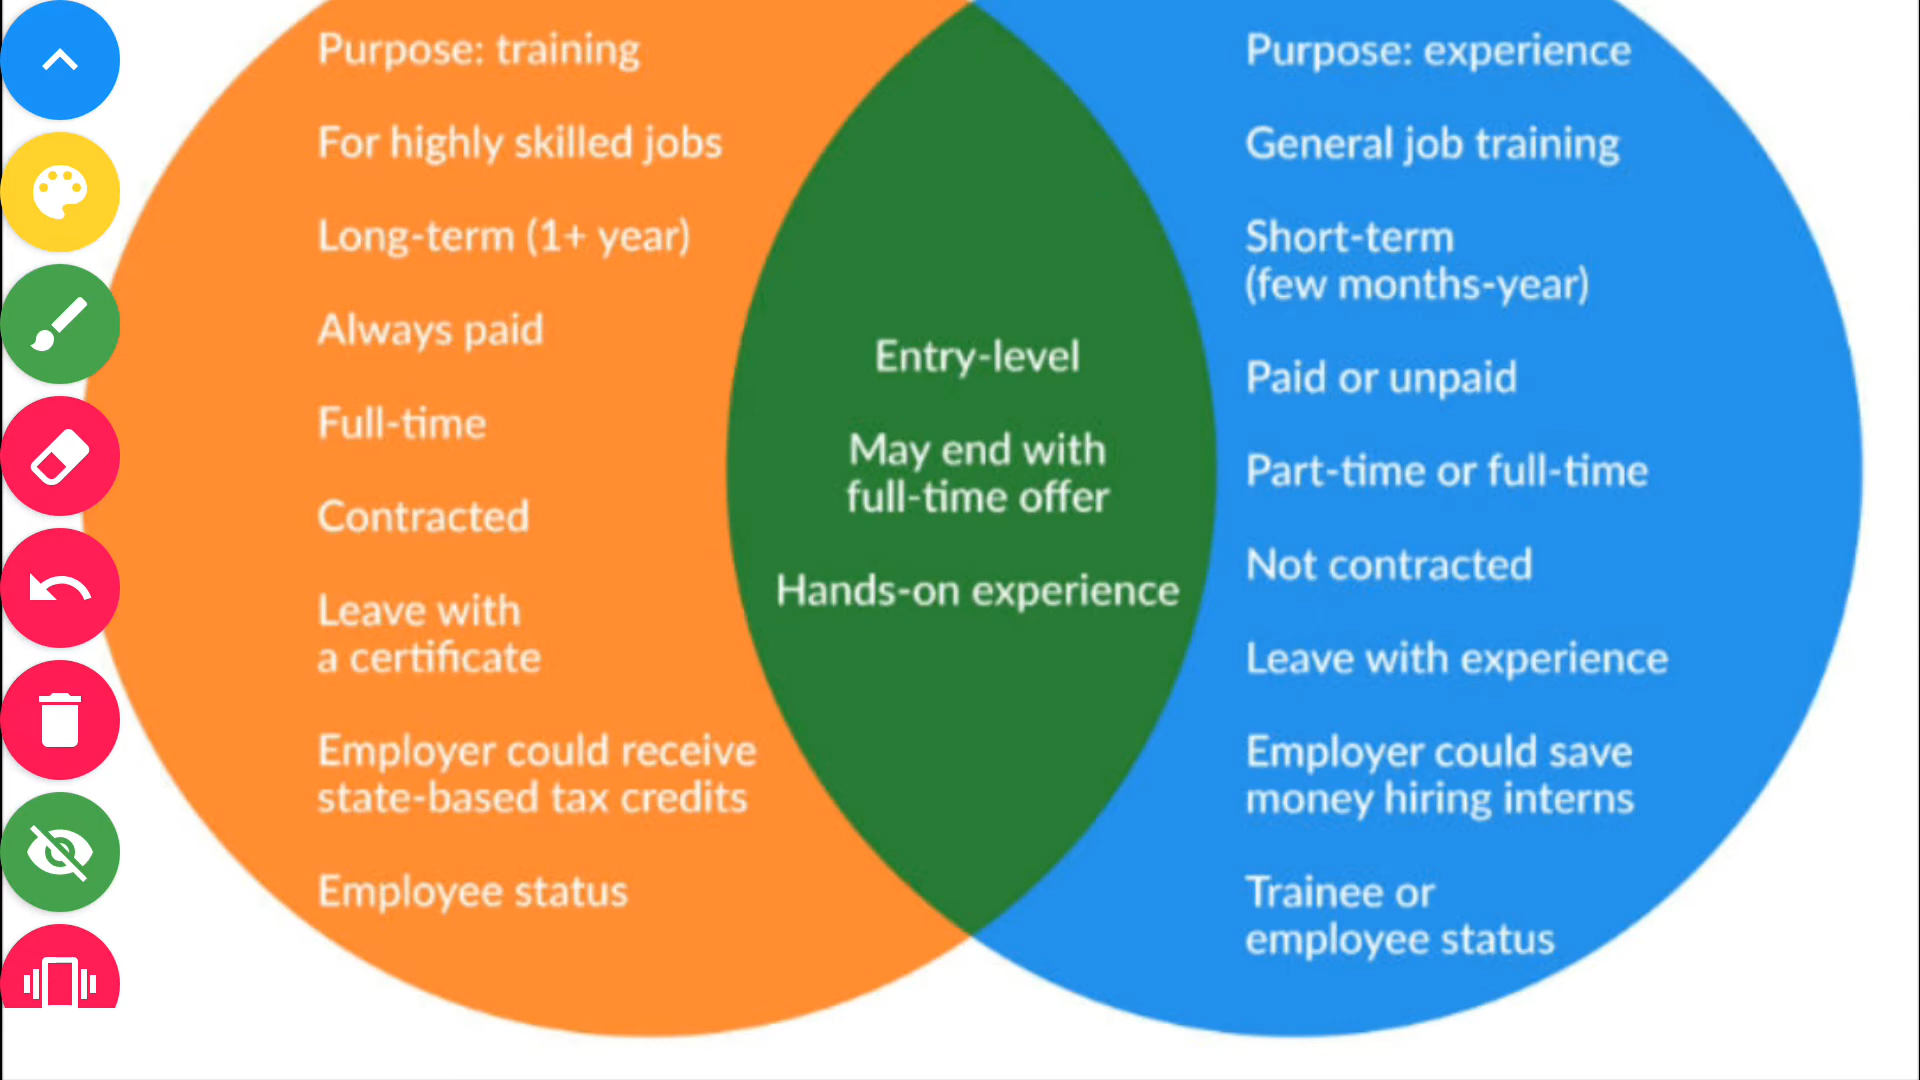 Purpose: training
For highly skilled jobs
Long-term (1+ year)
Always paid
Full-time
Contracted
Leave with
a certificate
Employer could receive
state-based tax credits
Employee status
Entry-level
May end with
full-time offer
Hands-on experience
Purpose: experience
General job training
Short-term
(few months-year)
Paid or unpaid
Part-time or full-time
Not contracted
Leave with experience
Employer could save
money hiring interns
Trainee or
employee status